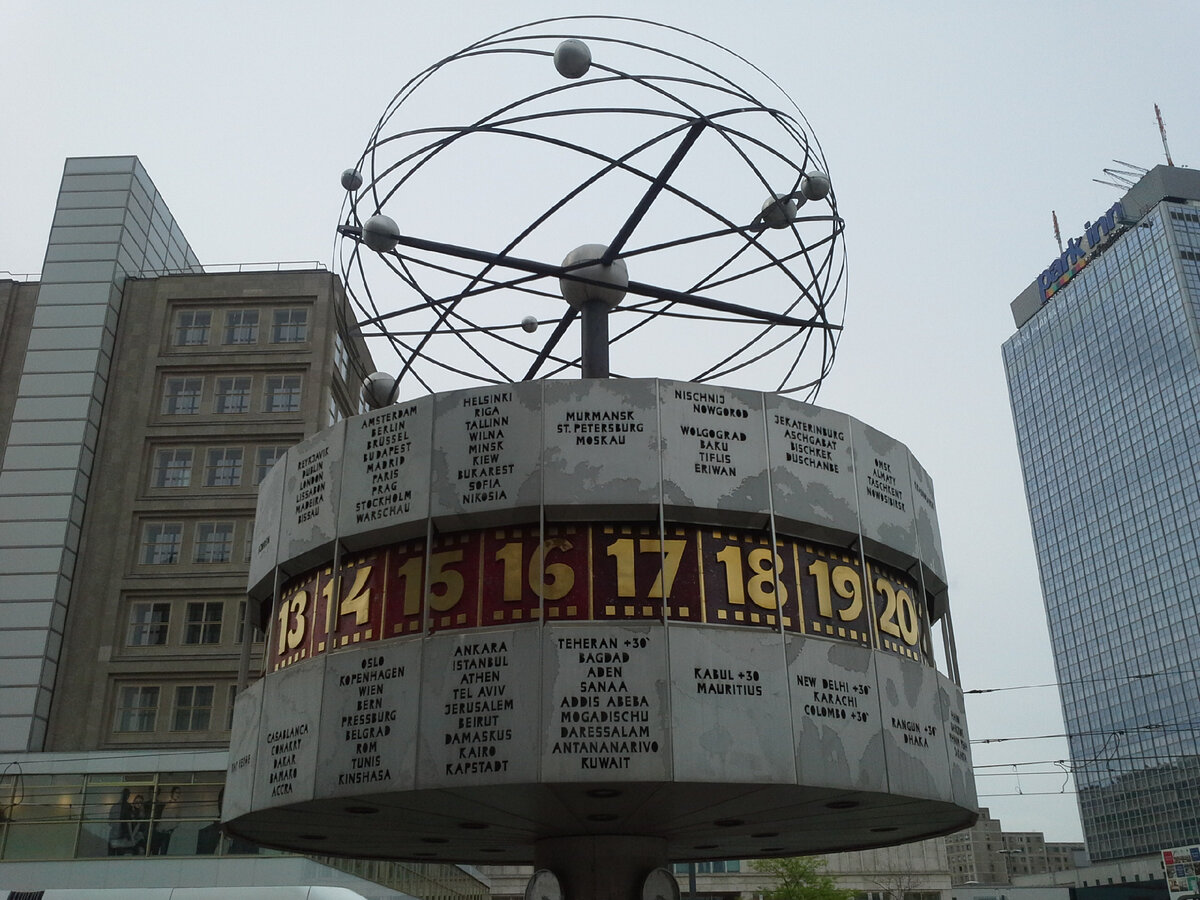 park inn
REYKJAVIK
DUBLIN
LONDON
LISSABON
MADEIRA
BISSAU
AMSTERDAM
BERLIN
BRÜSSEL
BUDAPEST
MADRID
PARIS
PRAG
STOCKHOLM
WARSCHAU
HELSINKI
RIGA
TALLINN
WILNA
MINSK
KIEW
BUKAREST
SOFIA
NIKOSIA
MURMANSK
ST. PETERSBURG
MOSKAU
NISCHNIJ
NOWGOROD
WOLGOGRAD
BAKU
TIFLIS
ERIWAN
JEKATERINBURG
ASCHGABAT
BISCHKEK
DUSCHANBE
OMSK
ALMATY
TASCHKENT
NOWOSIBIRSK
13 14 15 16 17 18 19 20
CASABLANCA
CONAKRY
DAKAR
BAMAKO
ACCRA
OSLO
KOPENHAGEN
WIEN
BERN
PRESSBURG
BELGRAD
ROM
TUNIS
KINSHASA
ANKARA
ISTANBUL
ATHEN
TEL AVIV
JERUSALEM
BEIRUT
DAMASKUS
KAIRO
KAPSTADT
TEHERAN +30'
BAGDAD
ADEN
SANAA
ADDIS ABEBA
MOGADISCHU
DARESSALAM
ANTANANARIVO
KUWAIT
KABUL +30
MAURITIUS
NEW DELHI +30'
KARACHI
COLOMBO +30'
RANGUN +30'
DHAKA